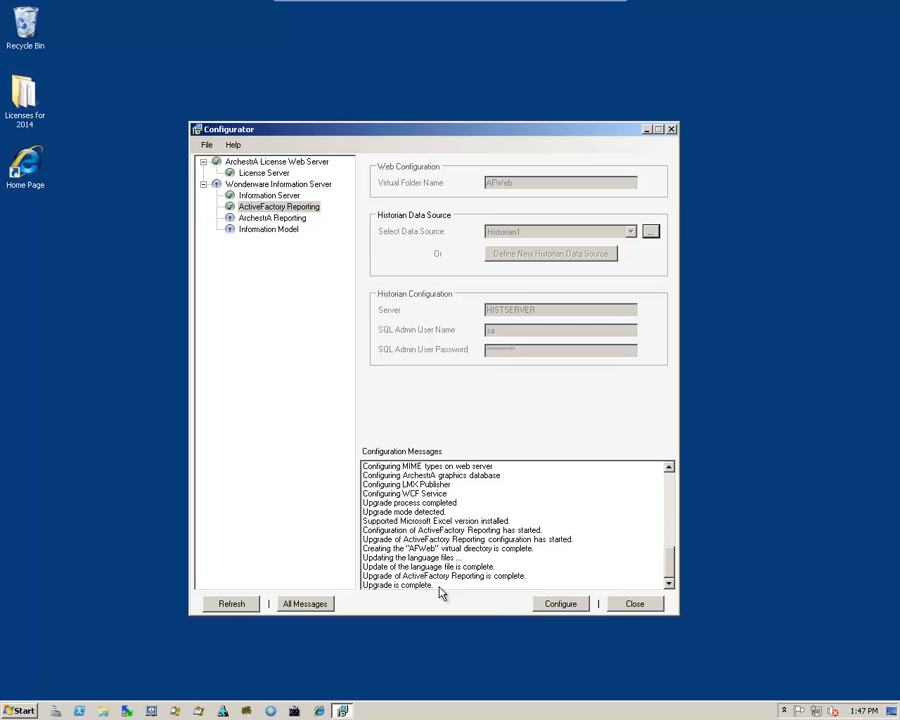 Recycle Bin
Licenses for
2014
Home Page
Configurator
File Help
ArchestrA License Web Server
License Server
Wonderware Information Server
Information Server
ActiveFactory Reporting
ArchestrA Reporting
Information Model
Web Configuration
Virtual Folder Name AFWeb
Historian Data Source
Select Data Source Historian1 ...
Or Define New Historian Data Source
Historian Configuration
Server HISTSERVER
SQL Admin User Name sa
SQL Admin User Password **********
Configuration Messages
Configuring MIME types on web server
Configuring ArchestrA graphics database
Configuring LMX Publisher
Configuring WCF Service
Upgrade process completed
Upgrade mode detected.
Supported Microsoft Excel version installed.
Configuration of ActiveFactory Reporting has started.
Upgrade of ActiveFactory Reporting configuration has started.
Creating the "AFWeb" virtual directory is complete.
Updating the language files ...
Update of the language file is complete.
Upgrade of ActiveFactory Reporting is complete.
Upgrade is complete.
Refresh | All Messages Configure | Close
Start 1:47 PM